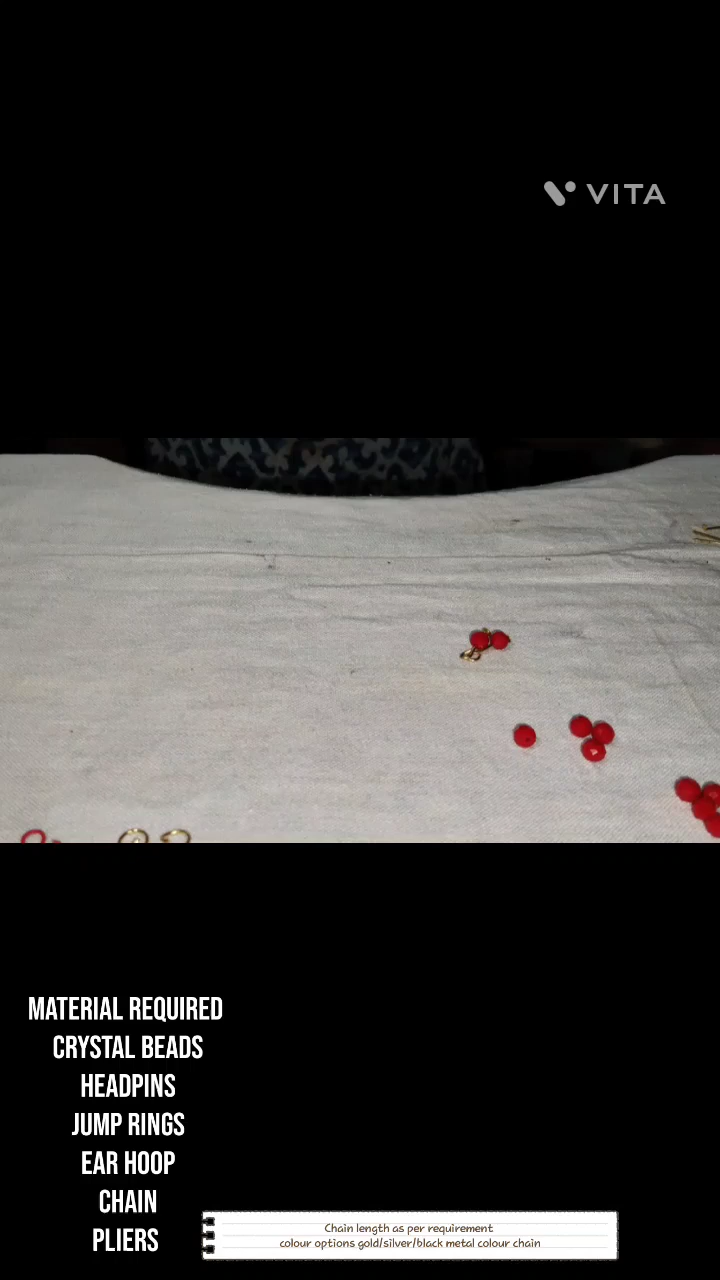 VITA
MATERIAL REQUIRED
CRYSTAL BEADS
HEADPINS
JUMP RINGS
EAR HOOP
CHAIN
PLIERS
Chain length as per requirement
colour options gold/silver/black metal colour chain